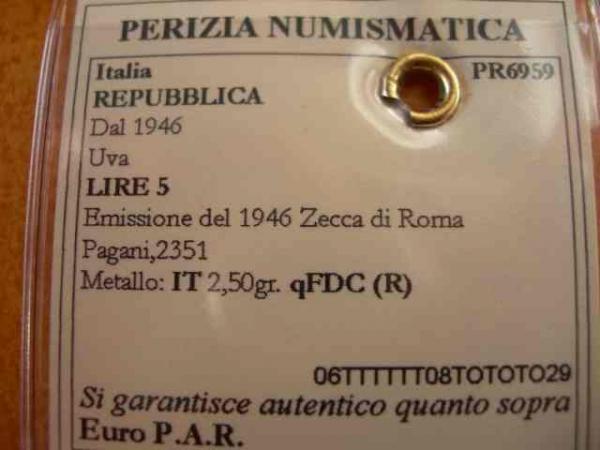 PERIZIA NUMISMATICA
Italia PR6959
REPUBBLICA
Dal 1946
Uva
LIRE 5
Emissione del 1946 Zecca di Roma
Pagani,2351
Metallo: IT 2,50gr. qFDC (R)
06TTTTTT08TOTOTO29
Si garantisce autentico quanto sopra
Euro P.A.R.